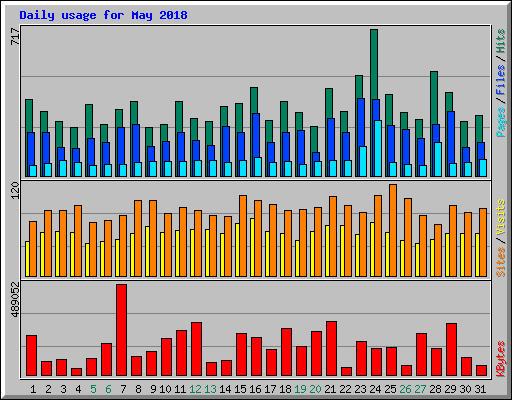 Daily usage for May 2018
717
Pages / Files / Hits
120
Sites / Visits
489052
KBytes
1 2 3 4 5 6 7 8 9 10 11 12 13 14 15 16 17 18 19 20 21 22 23 24 25 26 27 28 29 30 31